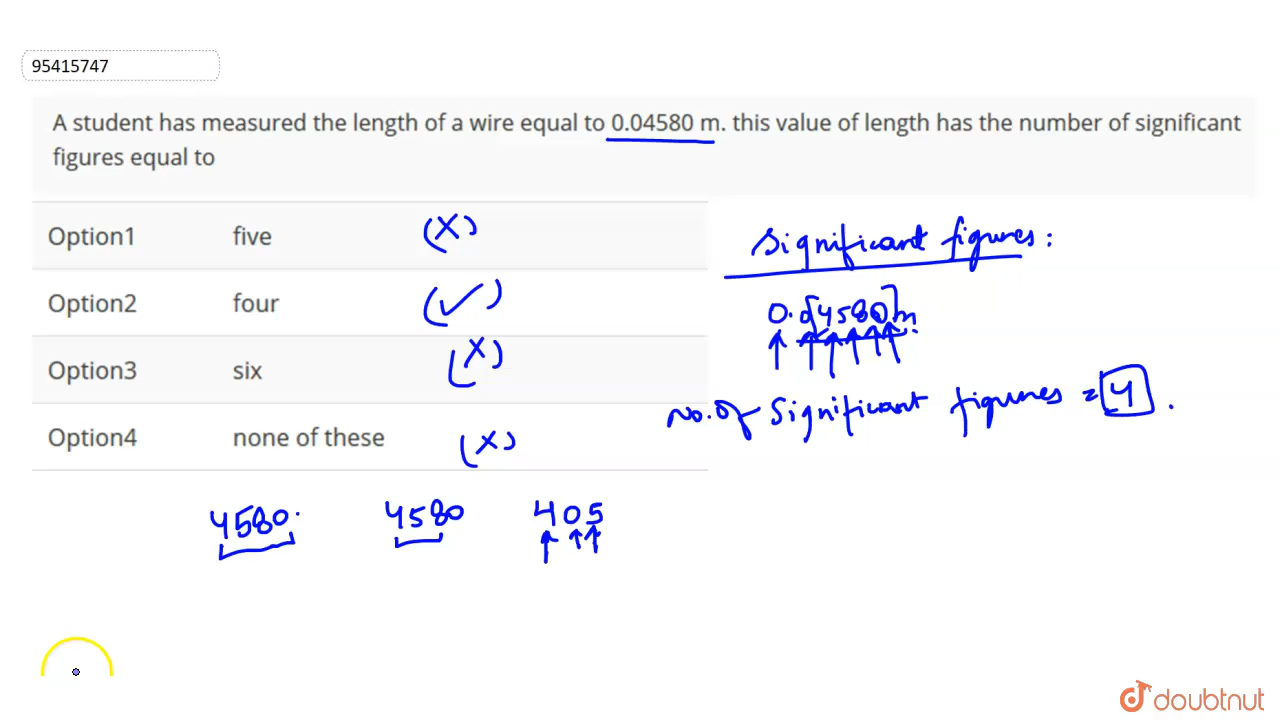 95415747
A student has measured the length of a wire equal to 0.04580 m. this value of length has the number of significant
figures equal to
Option1 five (x)
Option2 four (✓)
Option3 six (x)
Option4 none of these (x)
Significant figures:
0.04580 m
No. of significant figures = 4.
4580. 4580 405
doubtnut